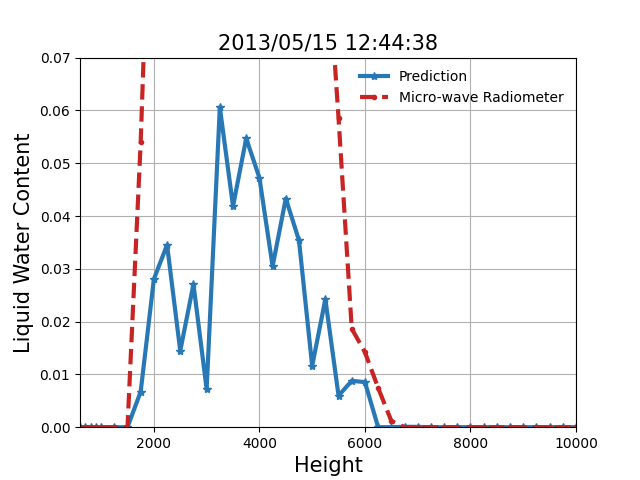 2013/05/15 12:44:38
Prediction
Micro-wave Radiometer
Liquid Water Content
0.07
0.06
0.05
0.04
0.03
0.02
0.01
0.00
2000 4000 6000 8000 10000
Height